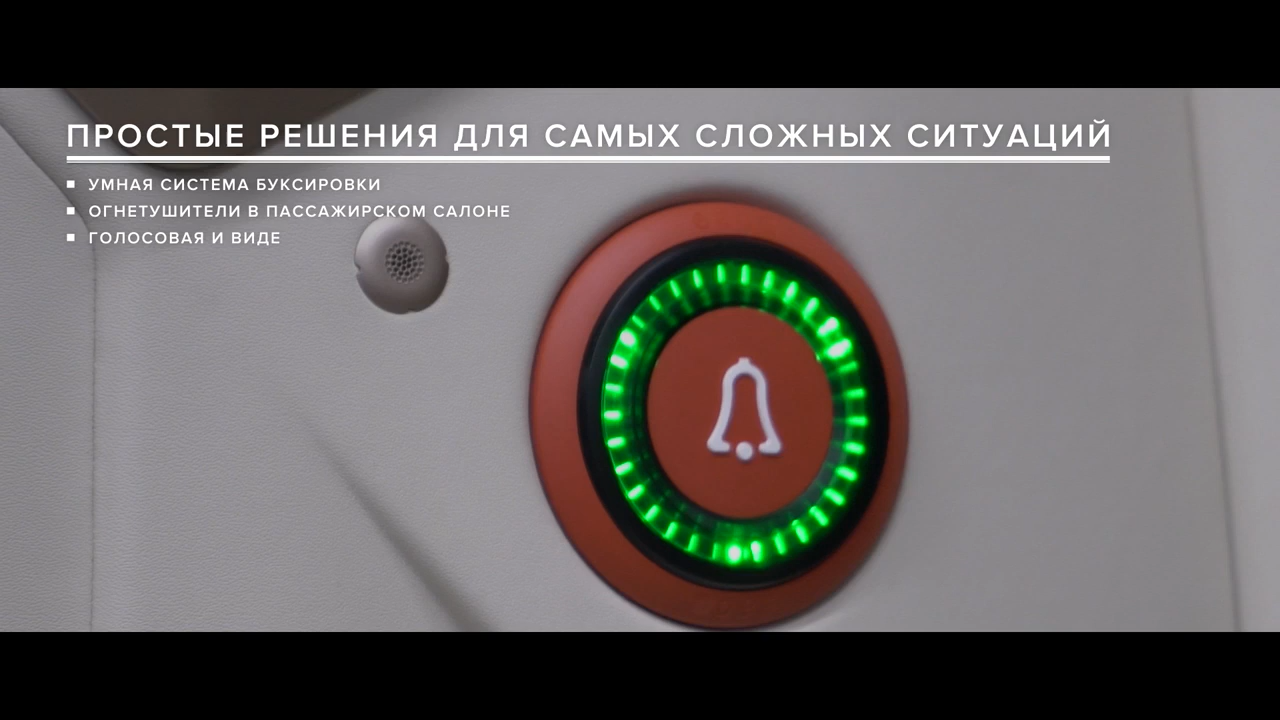 ПРОСТЫЕ РЕШЕНИЯ ДЛЯ САМЫХ СЛОЖНЫХ СИТУАЦИЙ
УМНАЯ СИСТЕМА БУКСИРОВКИ
ОГНЕТУШИТЕЛИ В ПАССАЖИРСКОМ САЛОНЕ
ГОЛОСОВАЯ И ВИДЕ